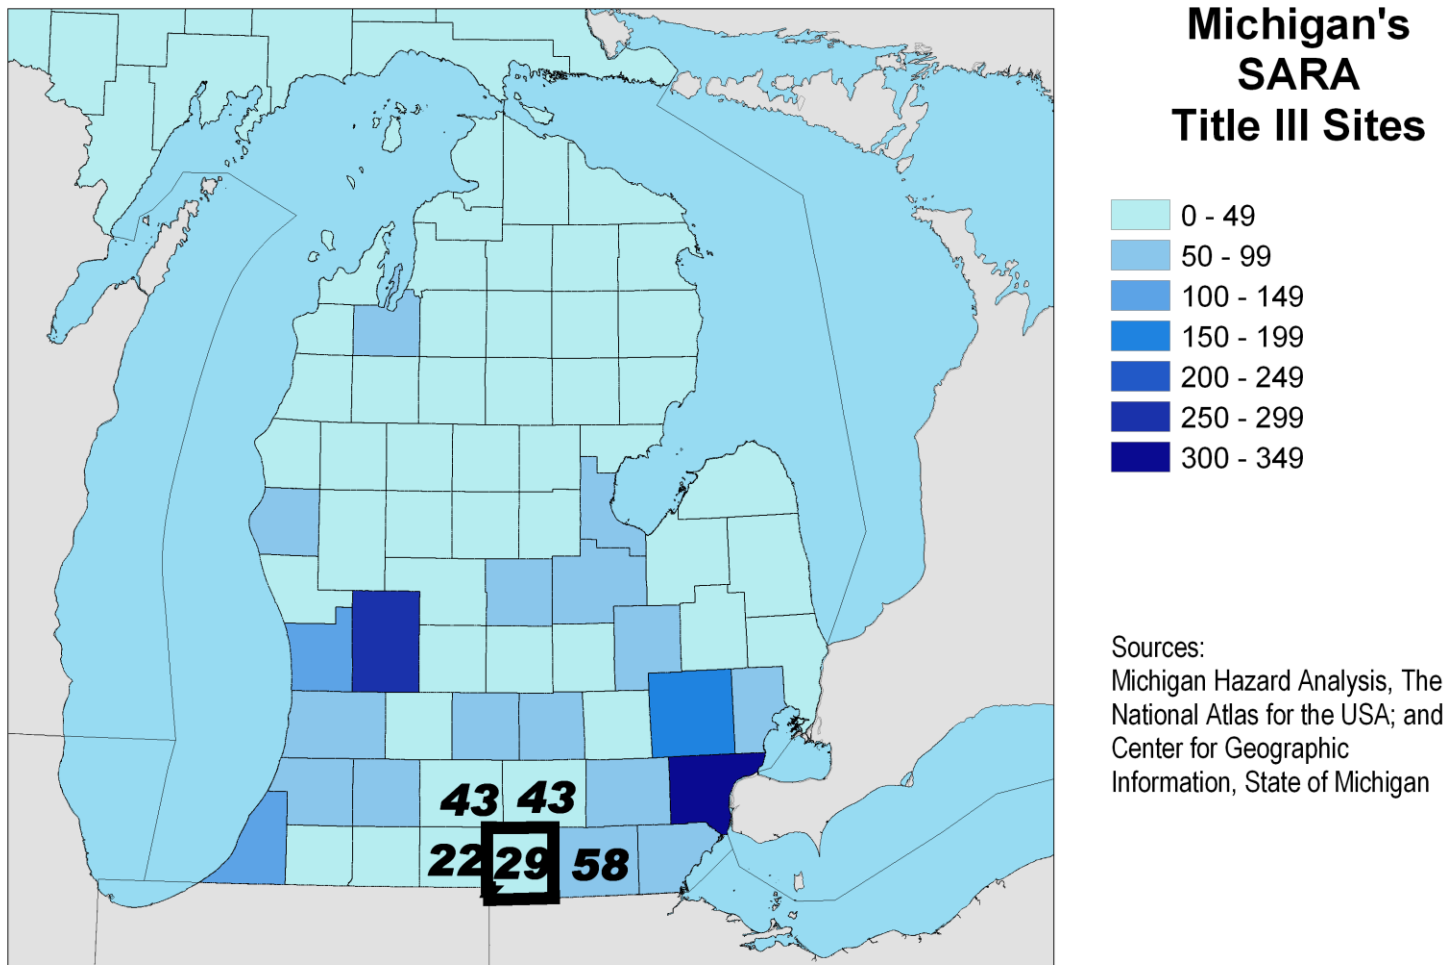 Michigan's
SARA
Title III Sites
0 - 49
50 - 99
100 - 149
150 - 199
200 - 249
250 - 299
300 - 349
Sources:
Michigan Hazard Analysis, The
National Atlas for the USA; and
Center for Geographic
Information, State of Michigan
43 43
22 29 58